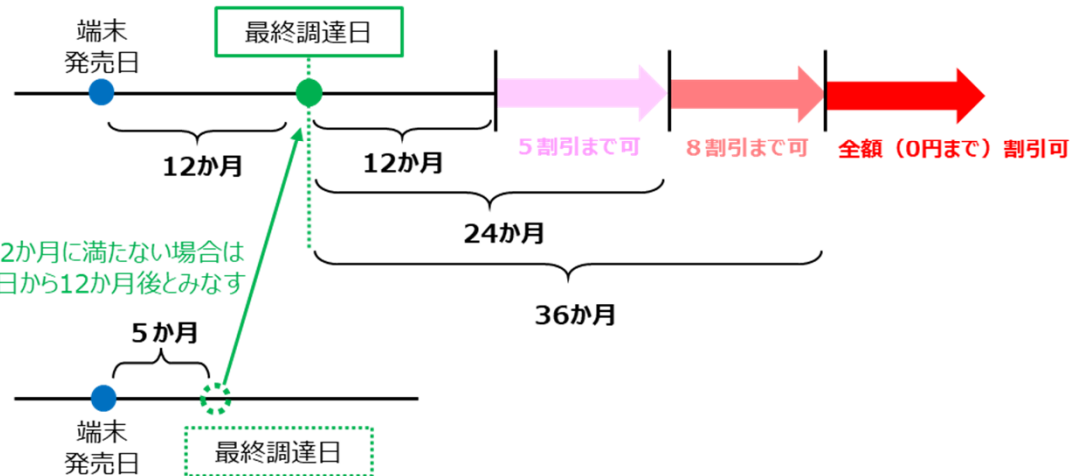 端末
発売日
最終調達日
12か月
12か月
５割引まで可
８割引まで可
全額（0円まで）割引可
24か月
2か月に満たない場合は
日から12か月後とみなす
36か月
５か月
端末
発売日
最終調達日